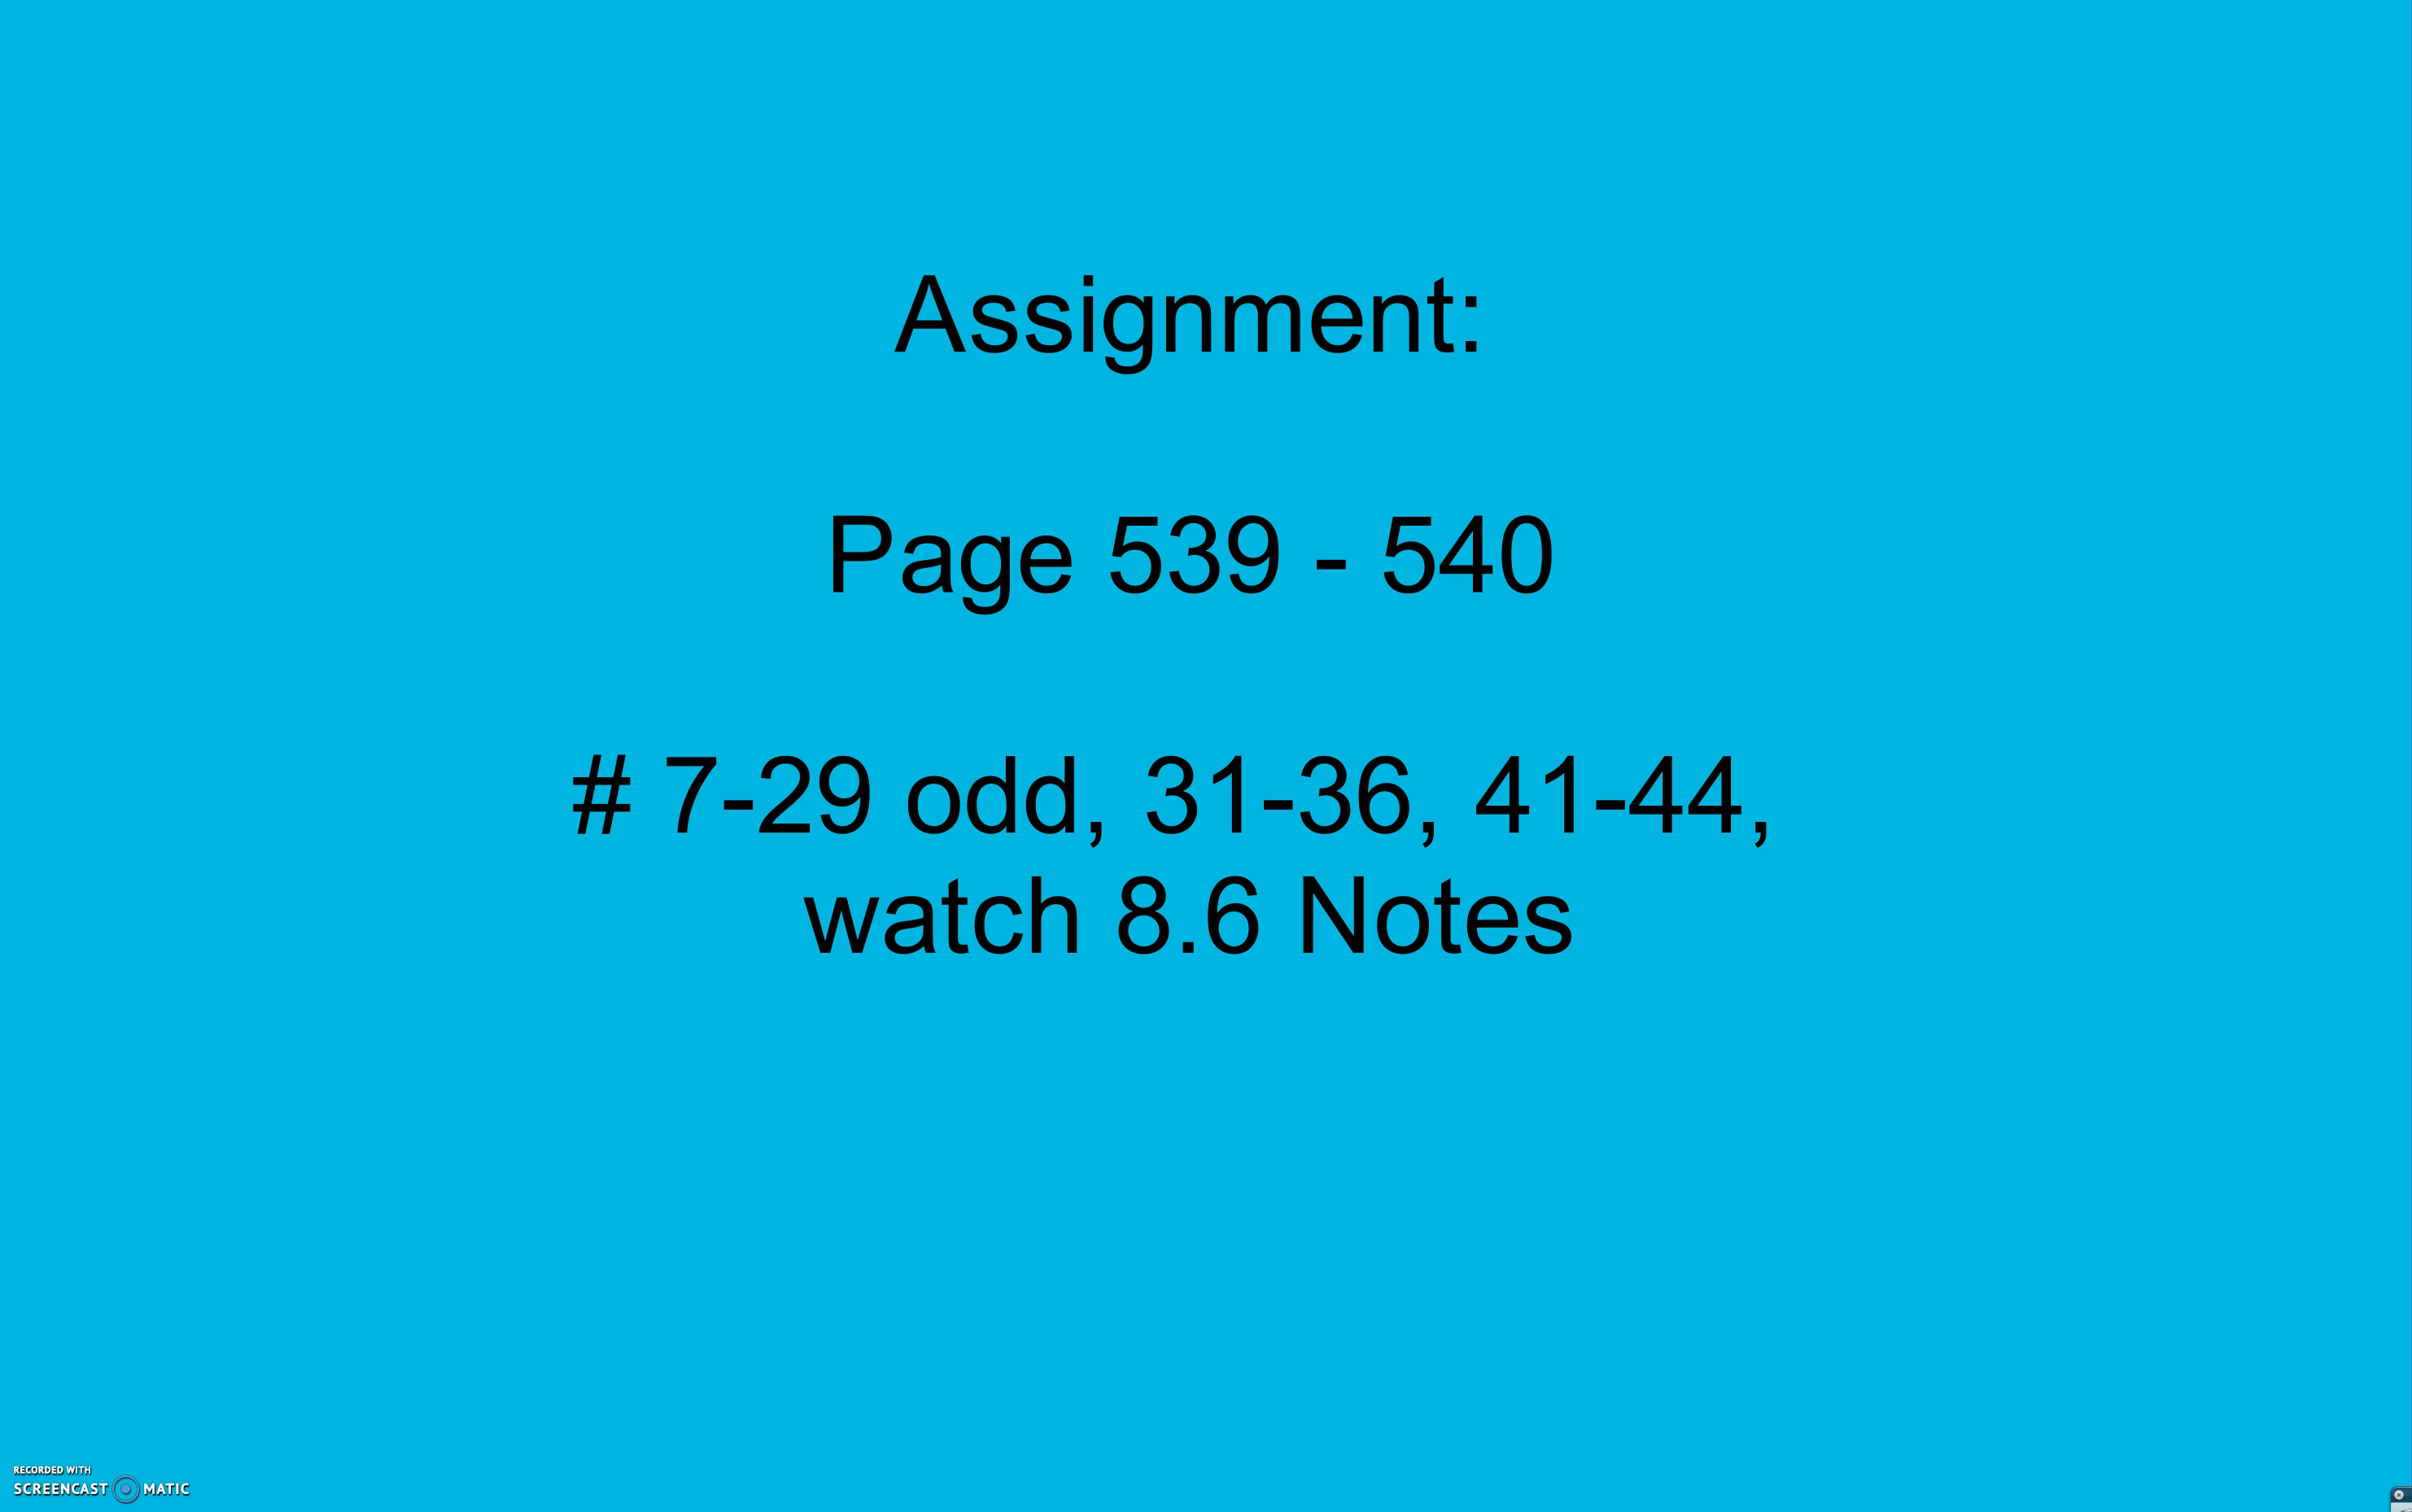 Assignment:
Page 539 - 540
# 7-29 odd, 31-36, 41-44,
watch 8.6 Notes
RECORDED WITH
SCREENCAST MATIC